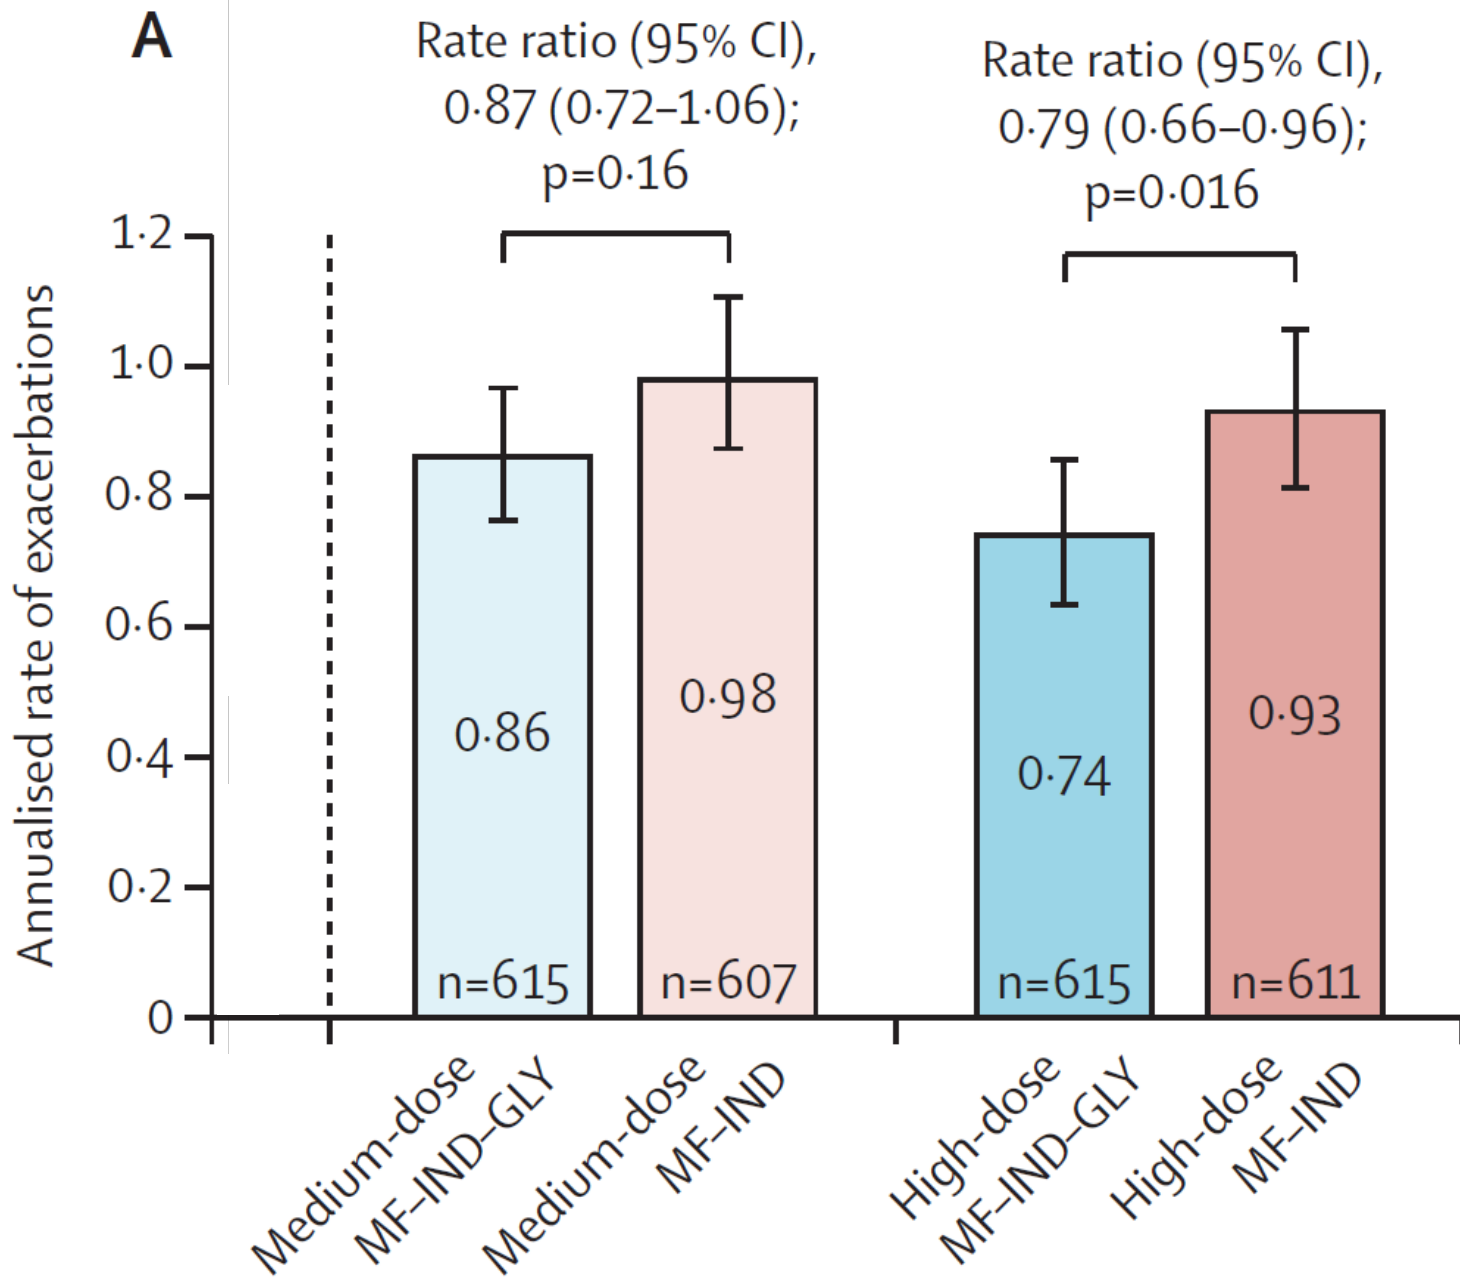 A
Rate ratio (95% CI),
0·87 (0·72–1·06);
p=0·16
Rate ratio (95% CI),
0·79 (0·66–0·96);
p=0·016
Annualised rate of exacerbations
1·2
1·0
0·8
0·6
0·4
0·2
0
0·86
n=615
0·98
n=607
0·74
n=615
0·93
n=611
Medium-dose
MF–IND–GLY
Medium-dose
MF–IND
High-dose
MF–IND–GLY
High-dose
MF–IND